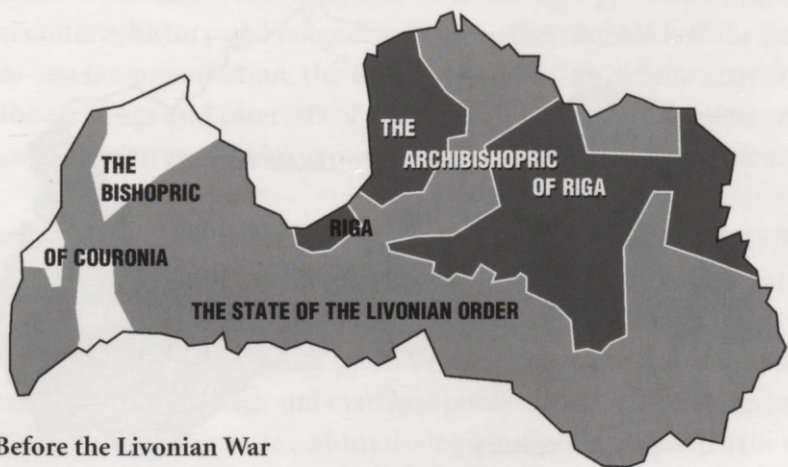 THE
BISHOPRIC
OF COURONIA
THE
ARCHIBISHOPRIC
OF RIGA
RIGA
THE STATE OF THE LIVONIAN ORDER
Before the Livonian War